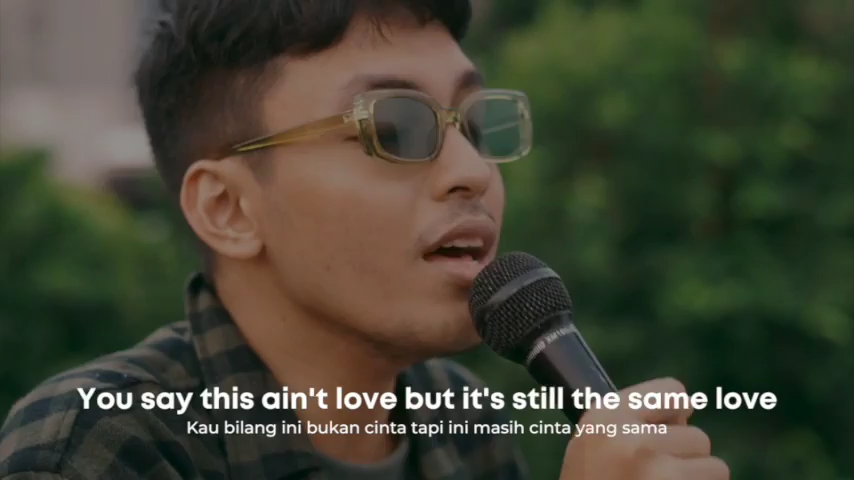 You say this ain't love but it's still the same love
Kau bilang ini bukan cinta tapi ini masih cinta yang sama